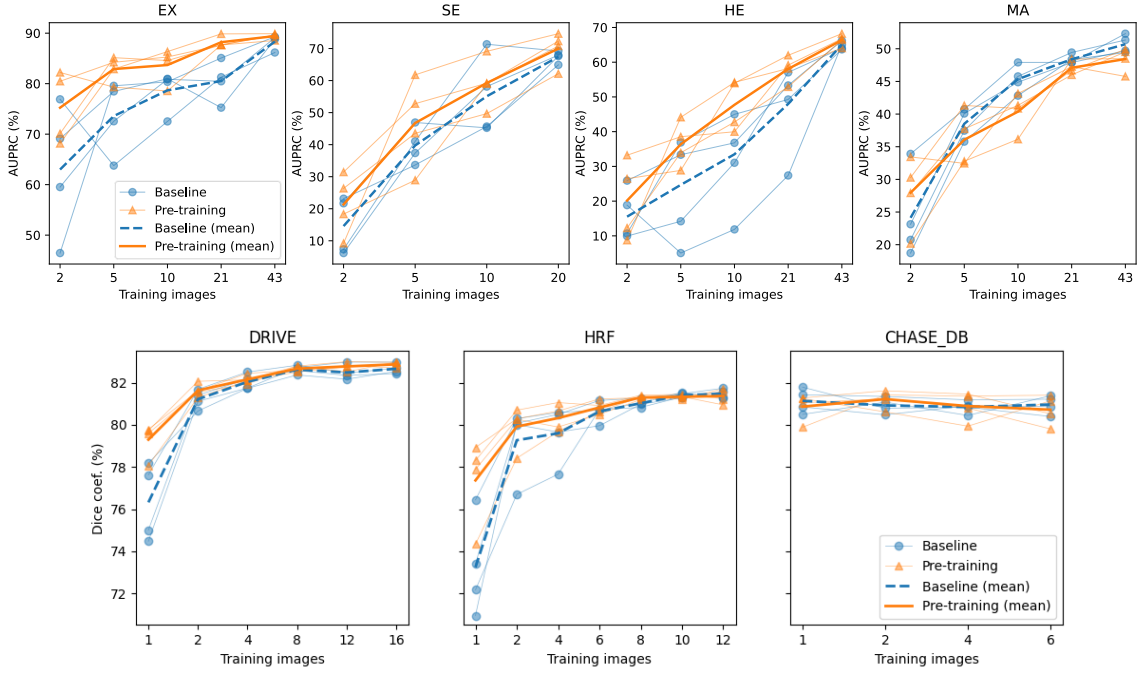 EX
SE
HE
MA
AUPRC (%)
90
80
70
60
50
2 5 10 21 43
Training images
Baseline
Pre-training
Baseline (mean)
Pre-training (mean)
AUPRC (%)
70
60
50
40
30
20
10
2 5 10 20
Training images
AUPRC (%)
70
60
50
40
30
20
10
2 5 10 21 43
Training images
AUPRC (%)
50
45
40
35
30
25
20
2 5 10 21 43
Training images
DRIVE
HRF
CHASE_DB
Dice coef. (%)
82
80
78
76
74
72
1 2 4 8 12 16
Training images
1 2 4 6 8 10 12
Training images
1 2 4 6
Training images
Baseline
Pre-training
Baseline (mean)
Pre-training (mean)